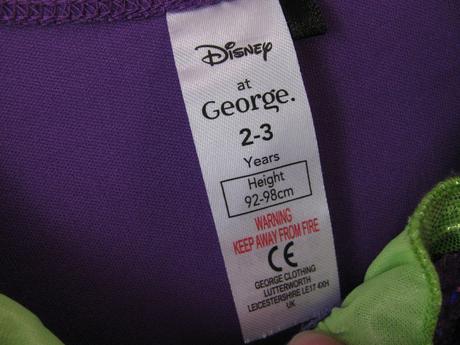 Disney
at
George.
2-3
Years
Height
92-98cm
WARNING
KEEP AWAY FROM FIRE
CE
GEORGE CLOTHING
LUTTERWORTH
LEICESTERSHIRE LE17 4XH
UK